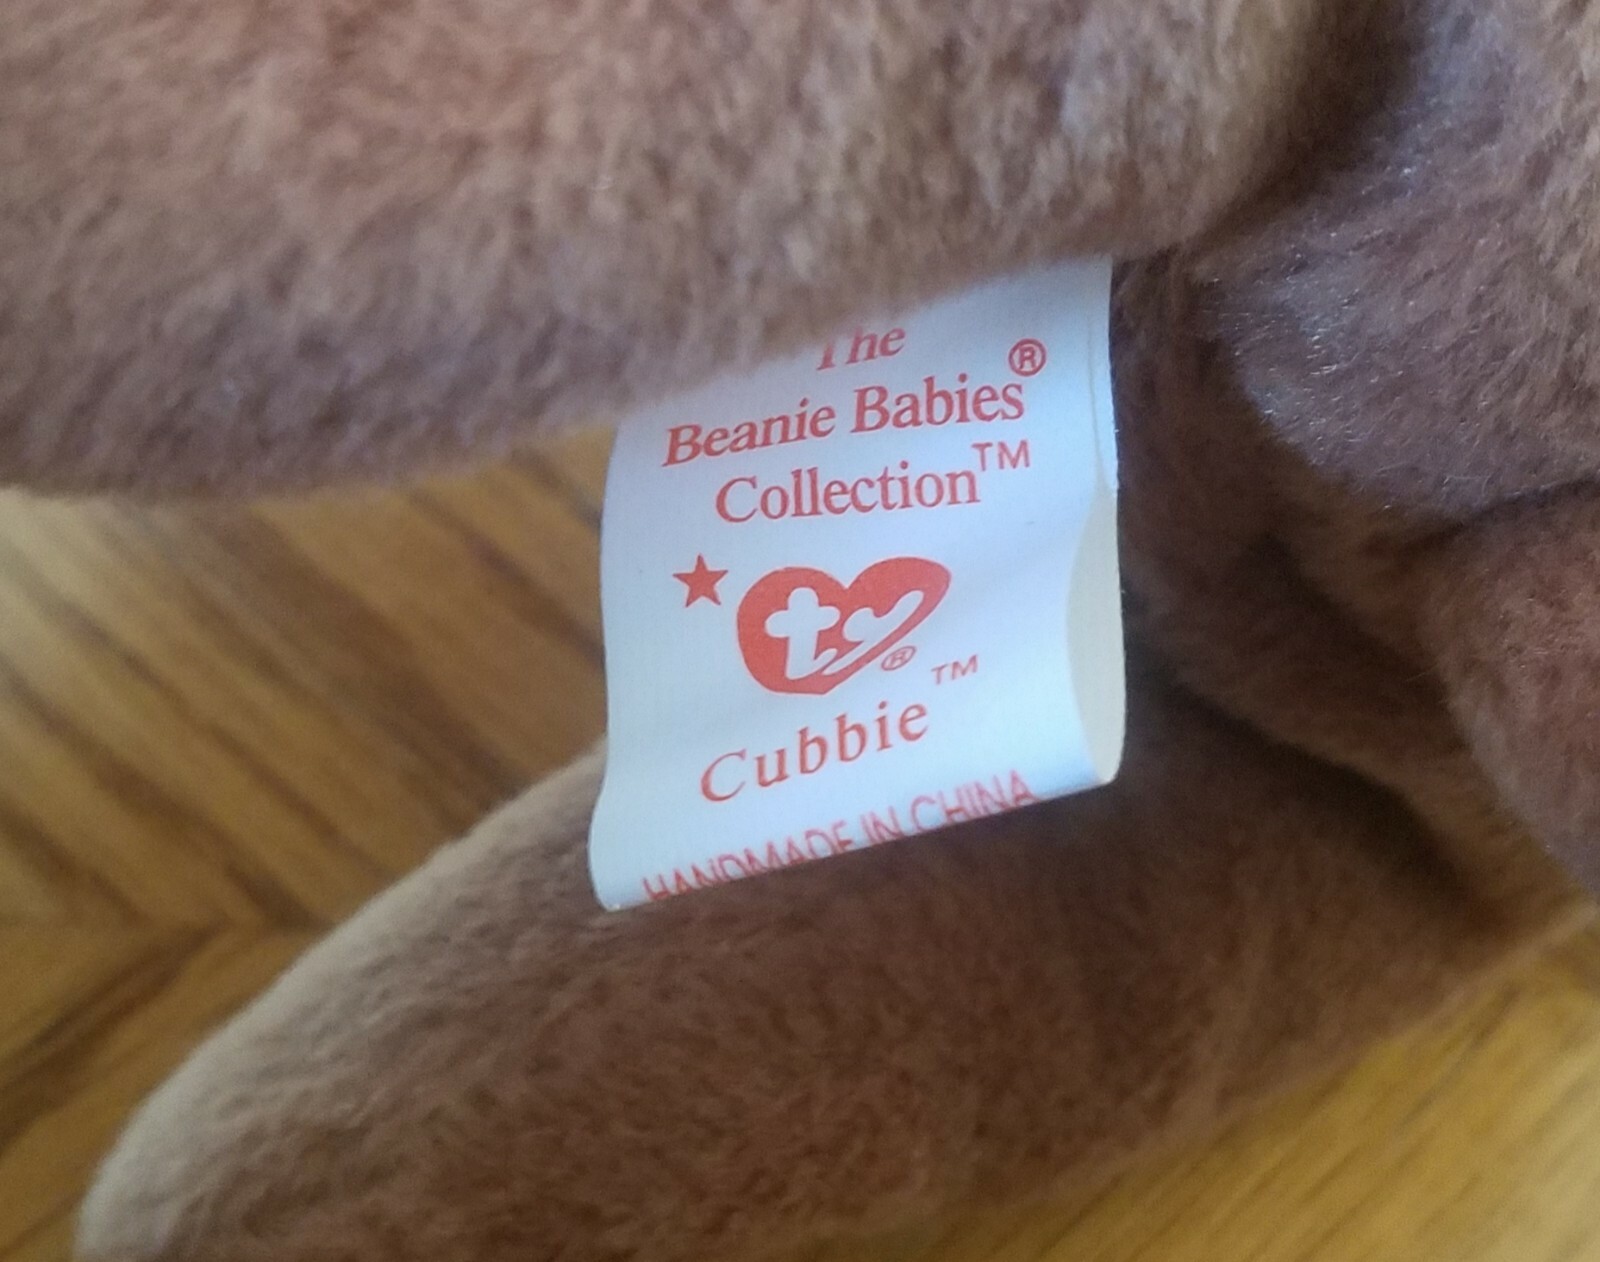 The
Beanie Babies®
Collection™
ty®
Cubbie™
HANDMADE IN CHINA